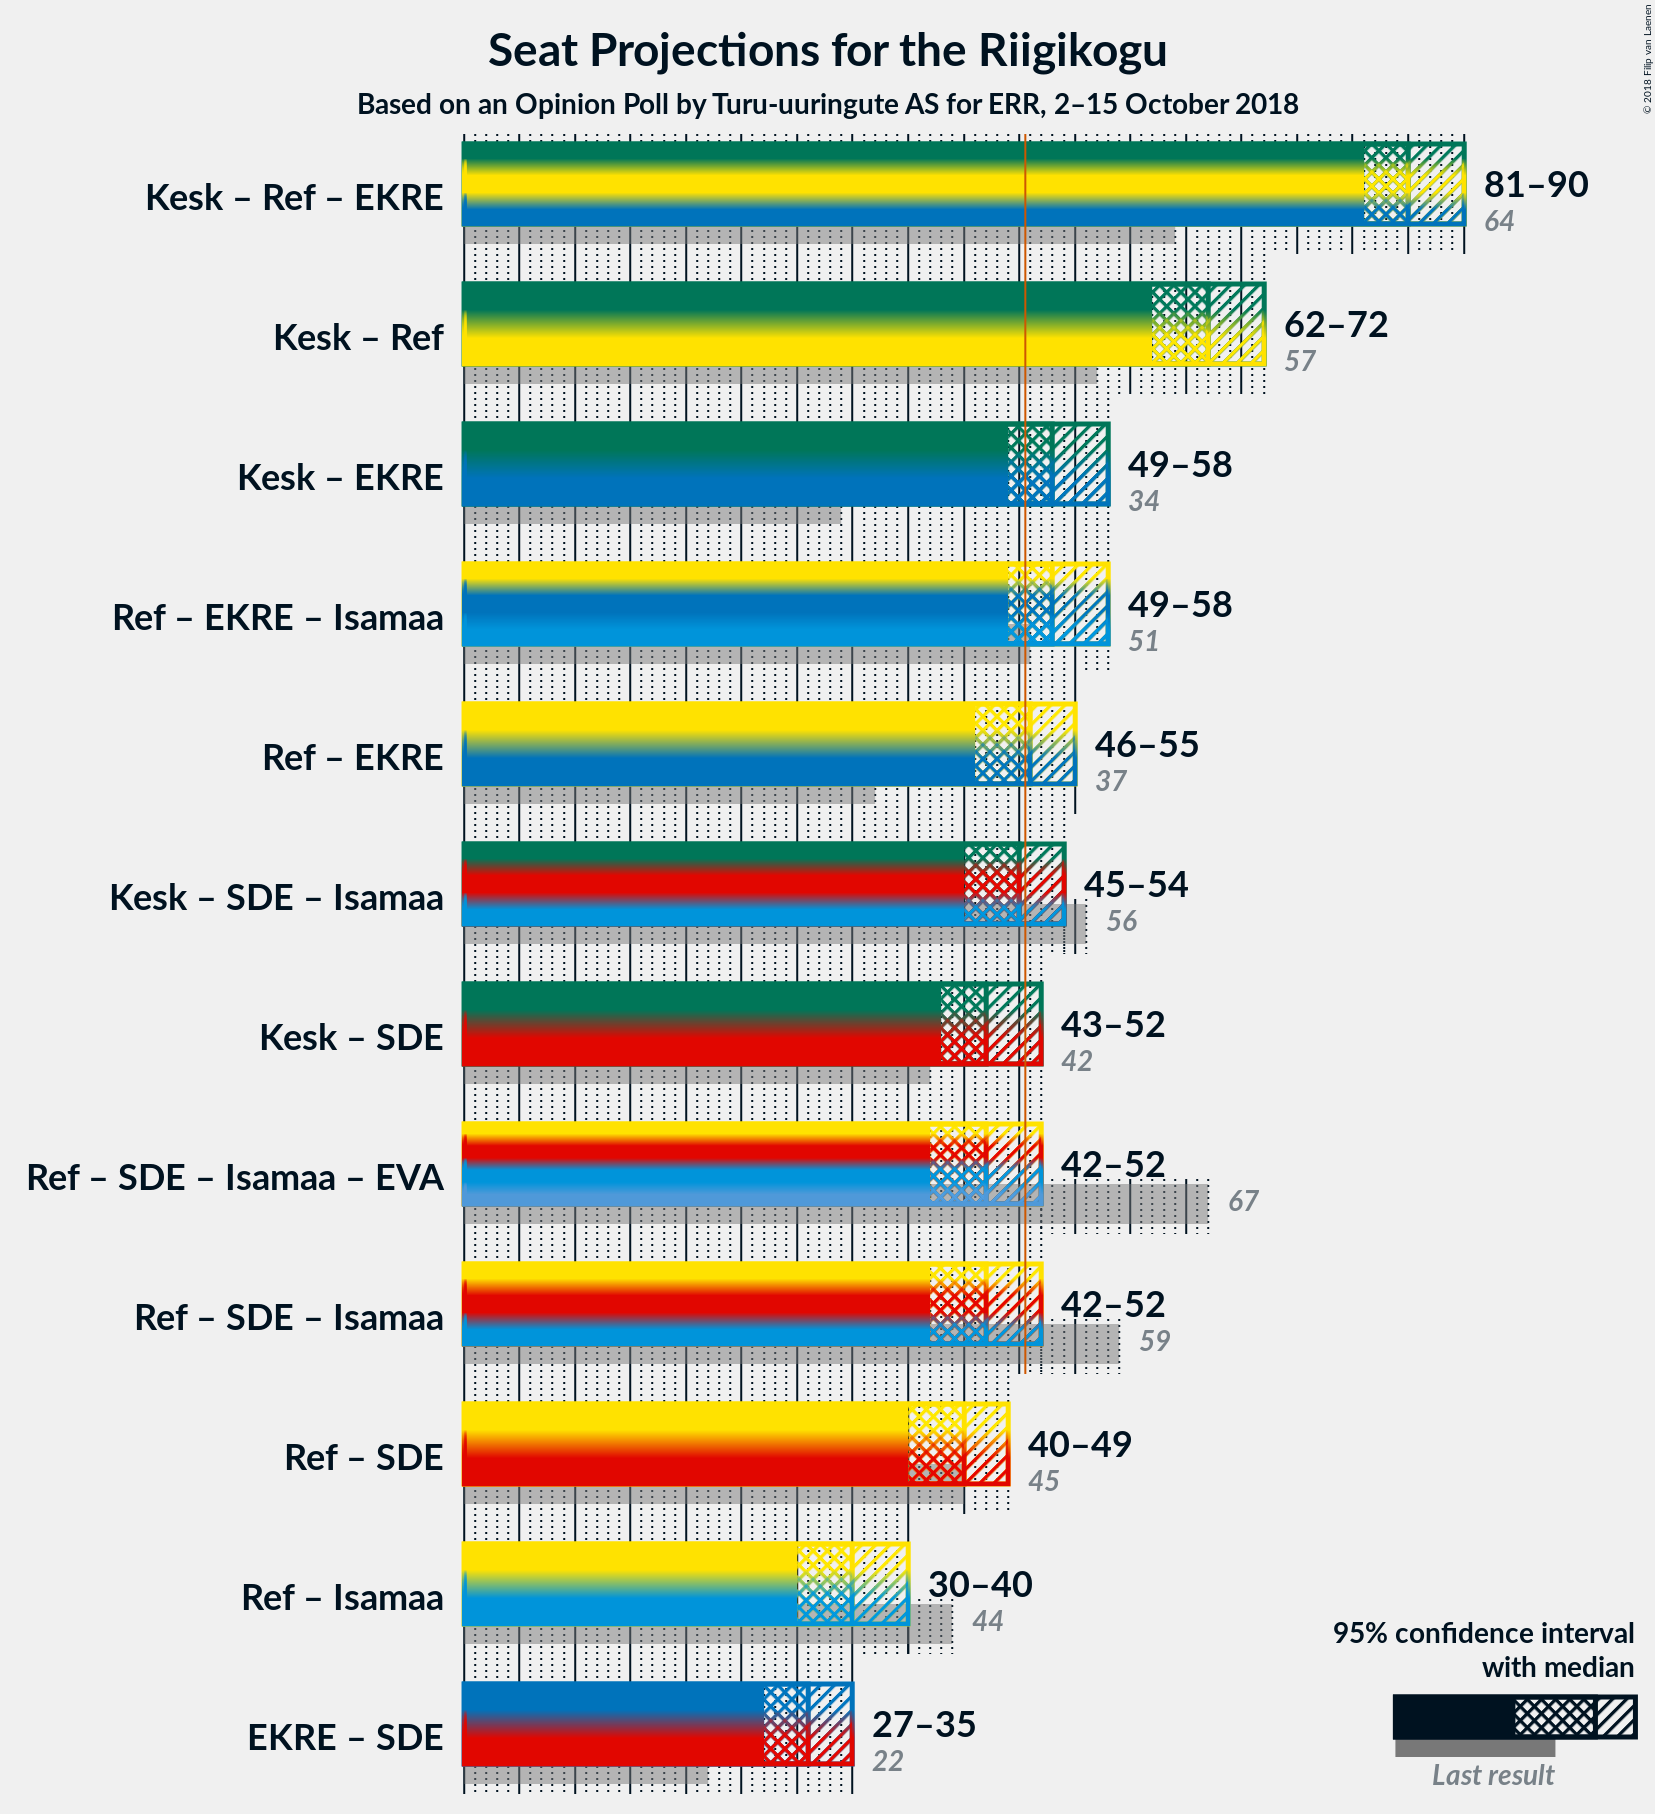 Seat Projections for the Riigikogu
Based on an Opinion Poll by Turu-uuringute AS for ERR, 2–15 October 2018
© 2018 Filip van Laenen
Kesk – Ref – EKRE
81–90
64
Kesk – Ref
62–72
57
Kesk – EKRE
49–58
34
Ref – EKRE – Isamaa
49–58
51
Ref – EKRE
46–55
37
Kesk – SDE – Isamaa
45–54
56
Kesk – SDE
43–52
42
Ref – SDE – Isamaa – EVA
42–52
67
Ref – SDE – Isamaa
42–52
59
Ref – SDE
40–49
45
Ref – Isamaa
30–40
44
EKRE – SDE
27–35
22
95% confidence interval
with median
Last result